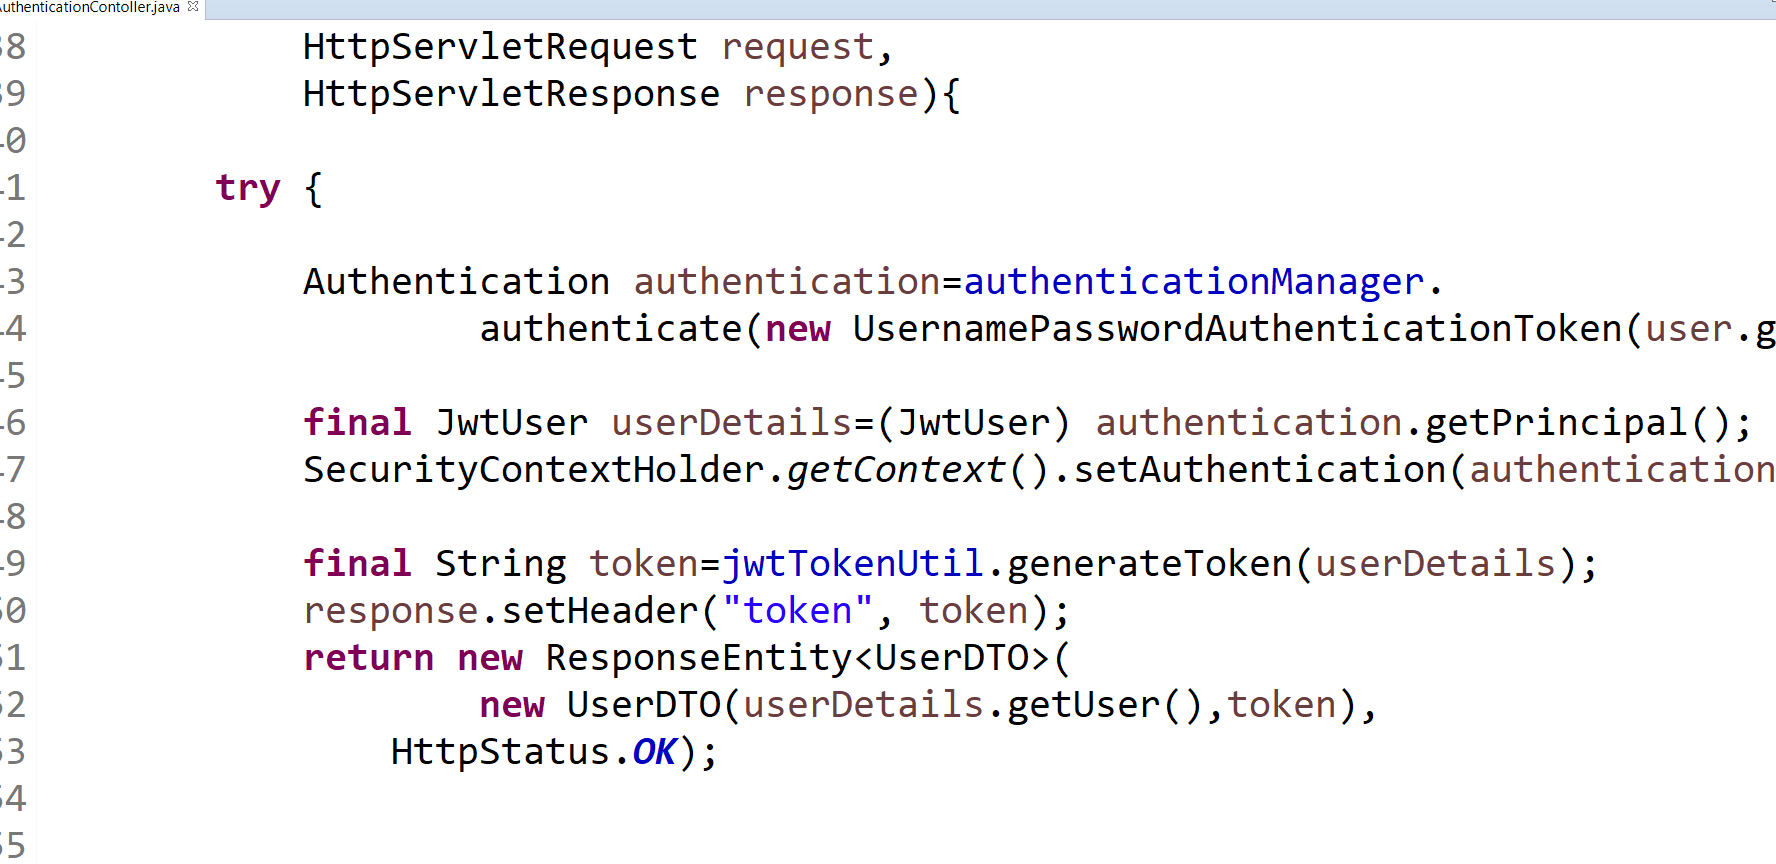 uthenticationContoller.java
38 HttpServletRequest request,
39 HttpServletResponse response){
40
41 try {
42
43 Authentication authentication=authenticationManager.
44 authenticate(new UsernamePasswordAuthenticationToken(user.g
45
46 final JwtUser userDetails=(JwtUser) authentication.getPrincipal();
47 SecurityContextHolder.getContext().setAuthentication(authentication
48
49 final String token=jwtTokenUtil.generateToken(userDetails);
50 response.setHeader("token", token);
51 return new ResponseEntity<UserDTO>(
52 new UserDTO(userDetails.getUser(),token),
53 HttpStatus.OK);
54
55